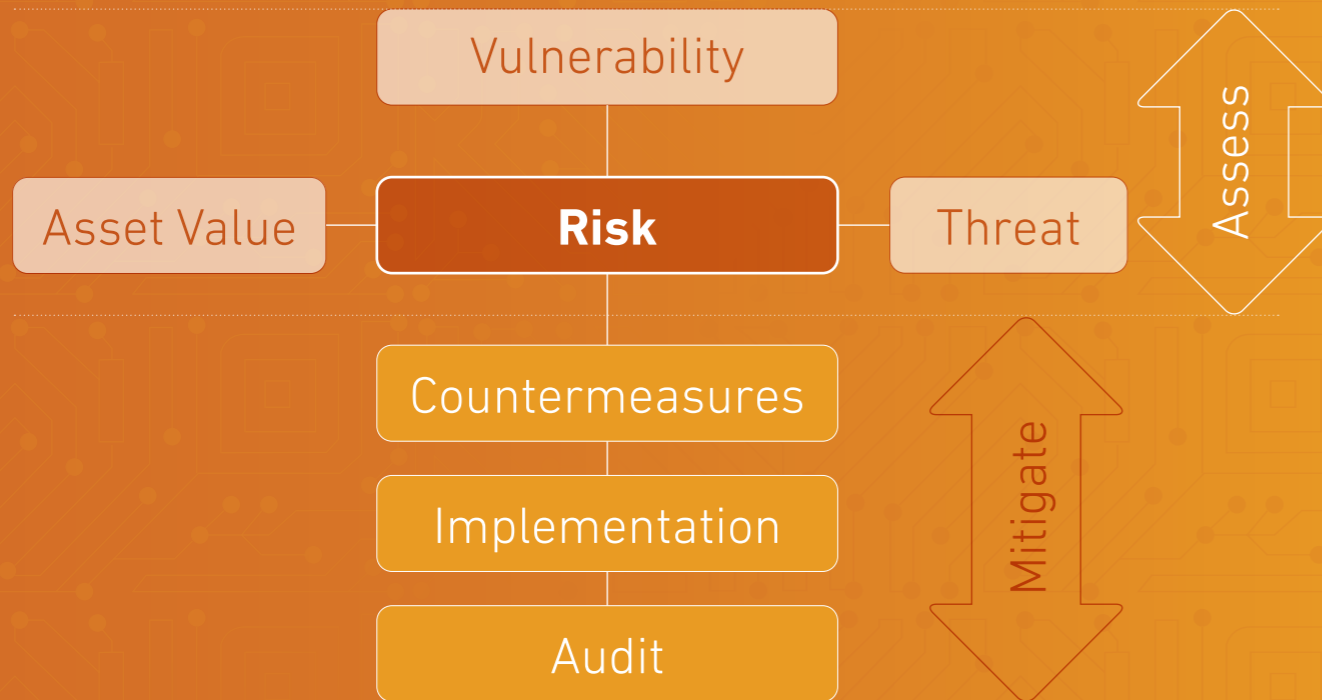 Vulnerability
Asset Value
Risk
Threat
Assess
Countermeasures
Implementation
Audit
Mitigate